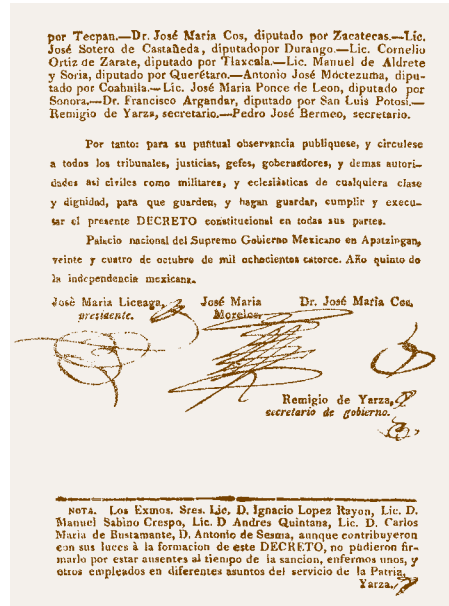 por Tecpan.—Dr. José Maria Cos, diputado por Zacatecas.—Lic.
José Sotero de Castañeda, diputadopor Durango.—Lic. Cornelio
Ortiz de Zarate, diputado por Tlaxcala.—Lic. Manuel de Aldrete
y Soria, diputado por Querétaro.—Antonio José Moctezuma, dipu-
tado por Coahuila.—Lic. José Maria Ponce de Leon, diputado por
Sonora.—Dr. Francisco Argandar, diputado por San Luis Potosí.—
Remigio de Yarza, secretario.—Pedro José Bermeo, secretario.
Por tanto: para su puntual observancia publíquese, y circulese
a todos los tribunales, justicias, gefes, gobernadores, y demas autori-
dades así civiles como militares, y eclesiásticas de cualquiera clase
y dignidad, para que guarden, y hagan guardar, cumplir y execu-
tar el presente DECRETO constitucional en todas sus partes.
Palacio nacional del Supremo Gobierno Mexicano en Apatzingan,
veinte y cuatro de octubre de mil ochocientos catorce. Año quinto de
la independencia mexicana.
José Maria Liceaga, José Maria Dr. José Maria Cos.
presidente. Morelos.
Remigio de Yarza,
secretario de gobierno.
NOTA. Los Exmos. Sres. Lic. D. Ignacio Lopez Rayon, Lic. D.
Manuel Sabino Crespo, Lic. D Andres Quintana, Lic. D. Carlos
Maria de Bustamante, D. Antonio de Sesma, aunque contribuyeron
con sus luces à la formacion de este DECRETO, no pudieron fir-
marlo por estar ausentes al tiempo de la sancion, enfermos unos, y
otros empleados en diferentes asuntos del servicio de la Patria.
Yarza.